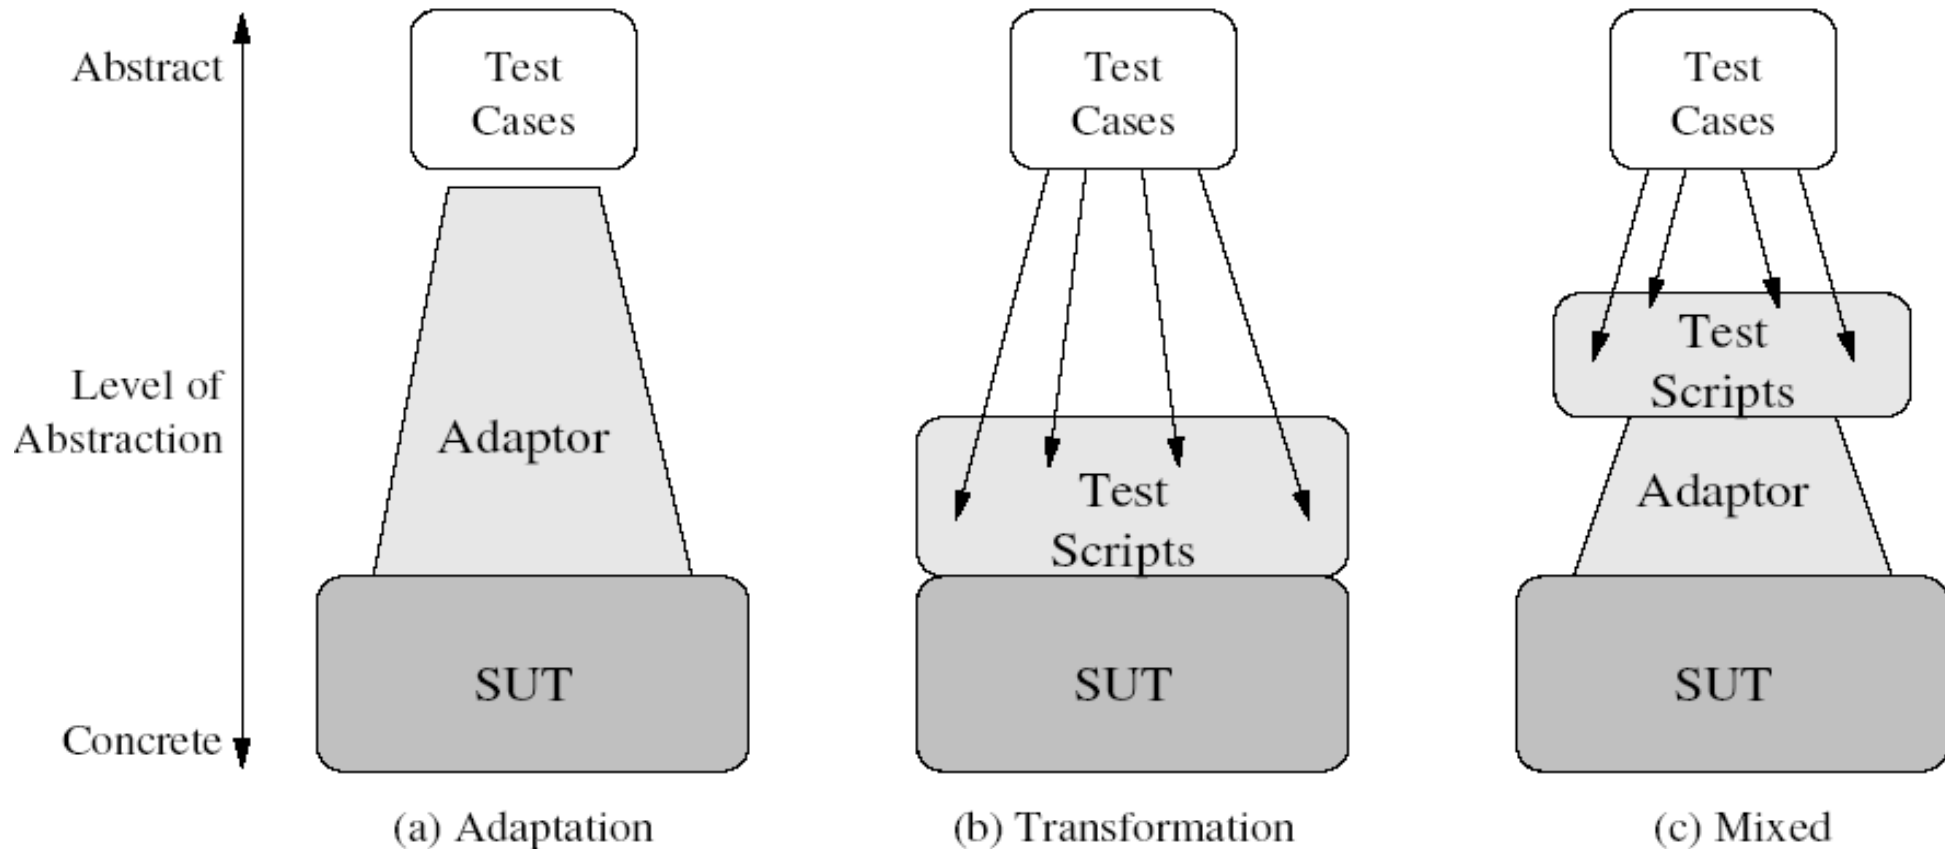 Abstract
Level of
Abstraction
Concrete
Test
Cases
Adaptor
SUT
(a) Adaptation
Test
Cases
Test
Scripts
SUT
(b) Transformation
Test
Cases
Test
Scripts
Adaptor
SUT
(c) Mixed